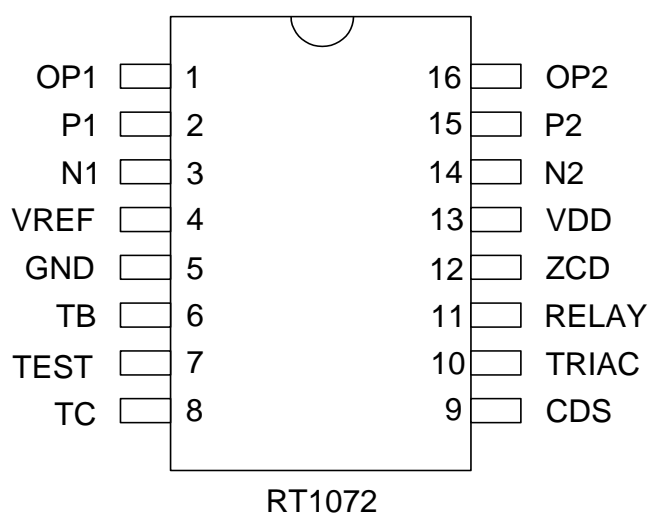 OP1 1 16 OP2
P1 2 15 P2
N1 3 14 N2
VREF 4 13 VDD
GND 5 12 ZCD
TB 6 11 RELAY
TEST 7 10 TRIAC
TC 8 9 CDS
RT1072